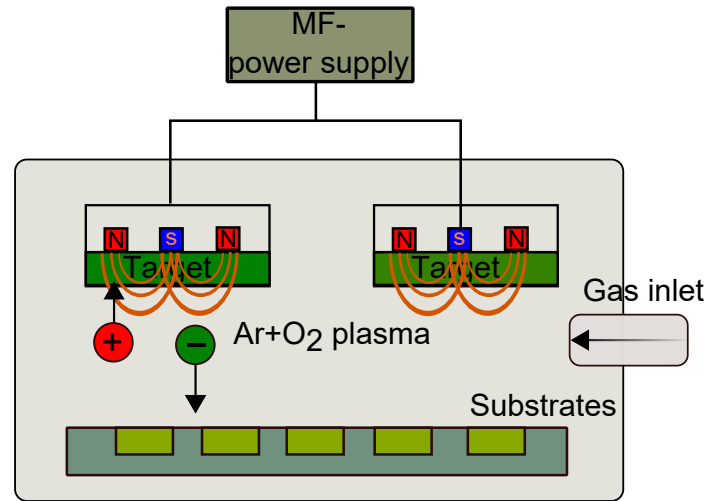 MF-
power supply
N S N
N S N
Target
Target
Gas inlet
+
−
Ar+O2 plasma
Substrates